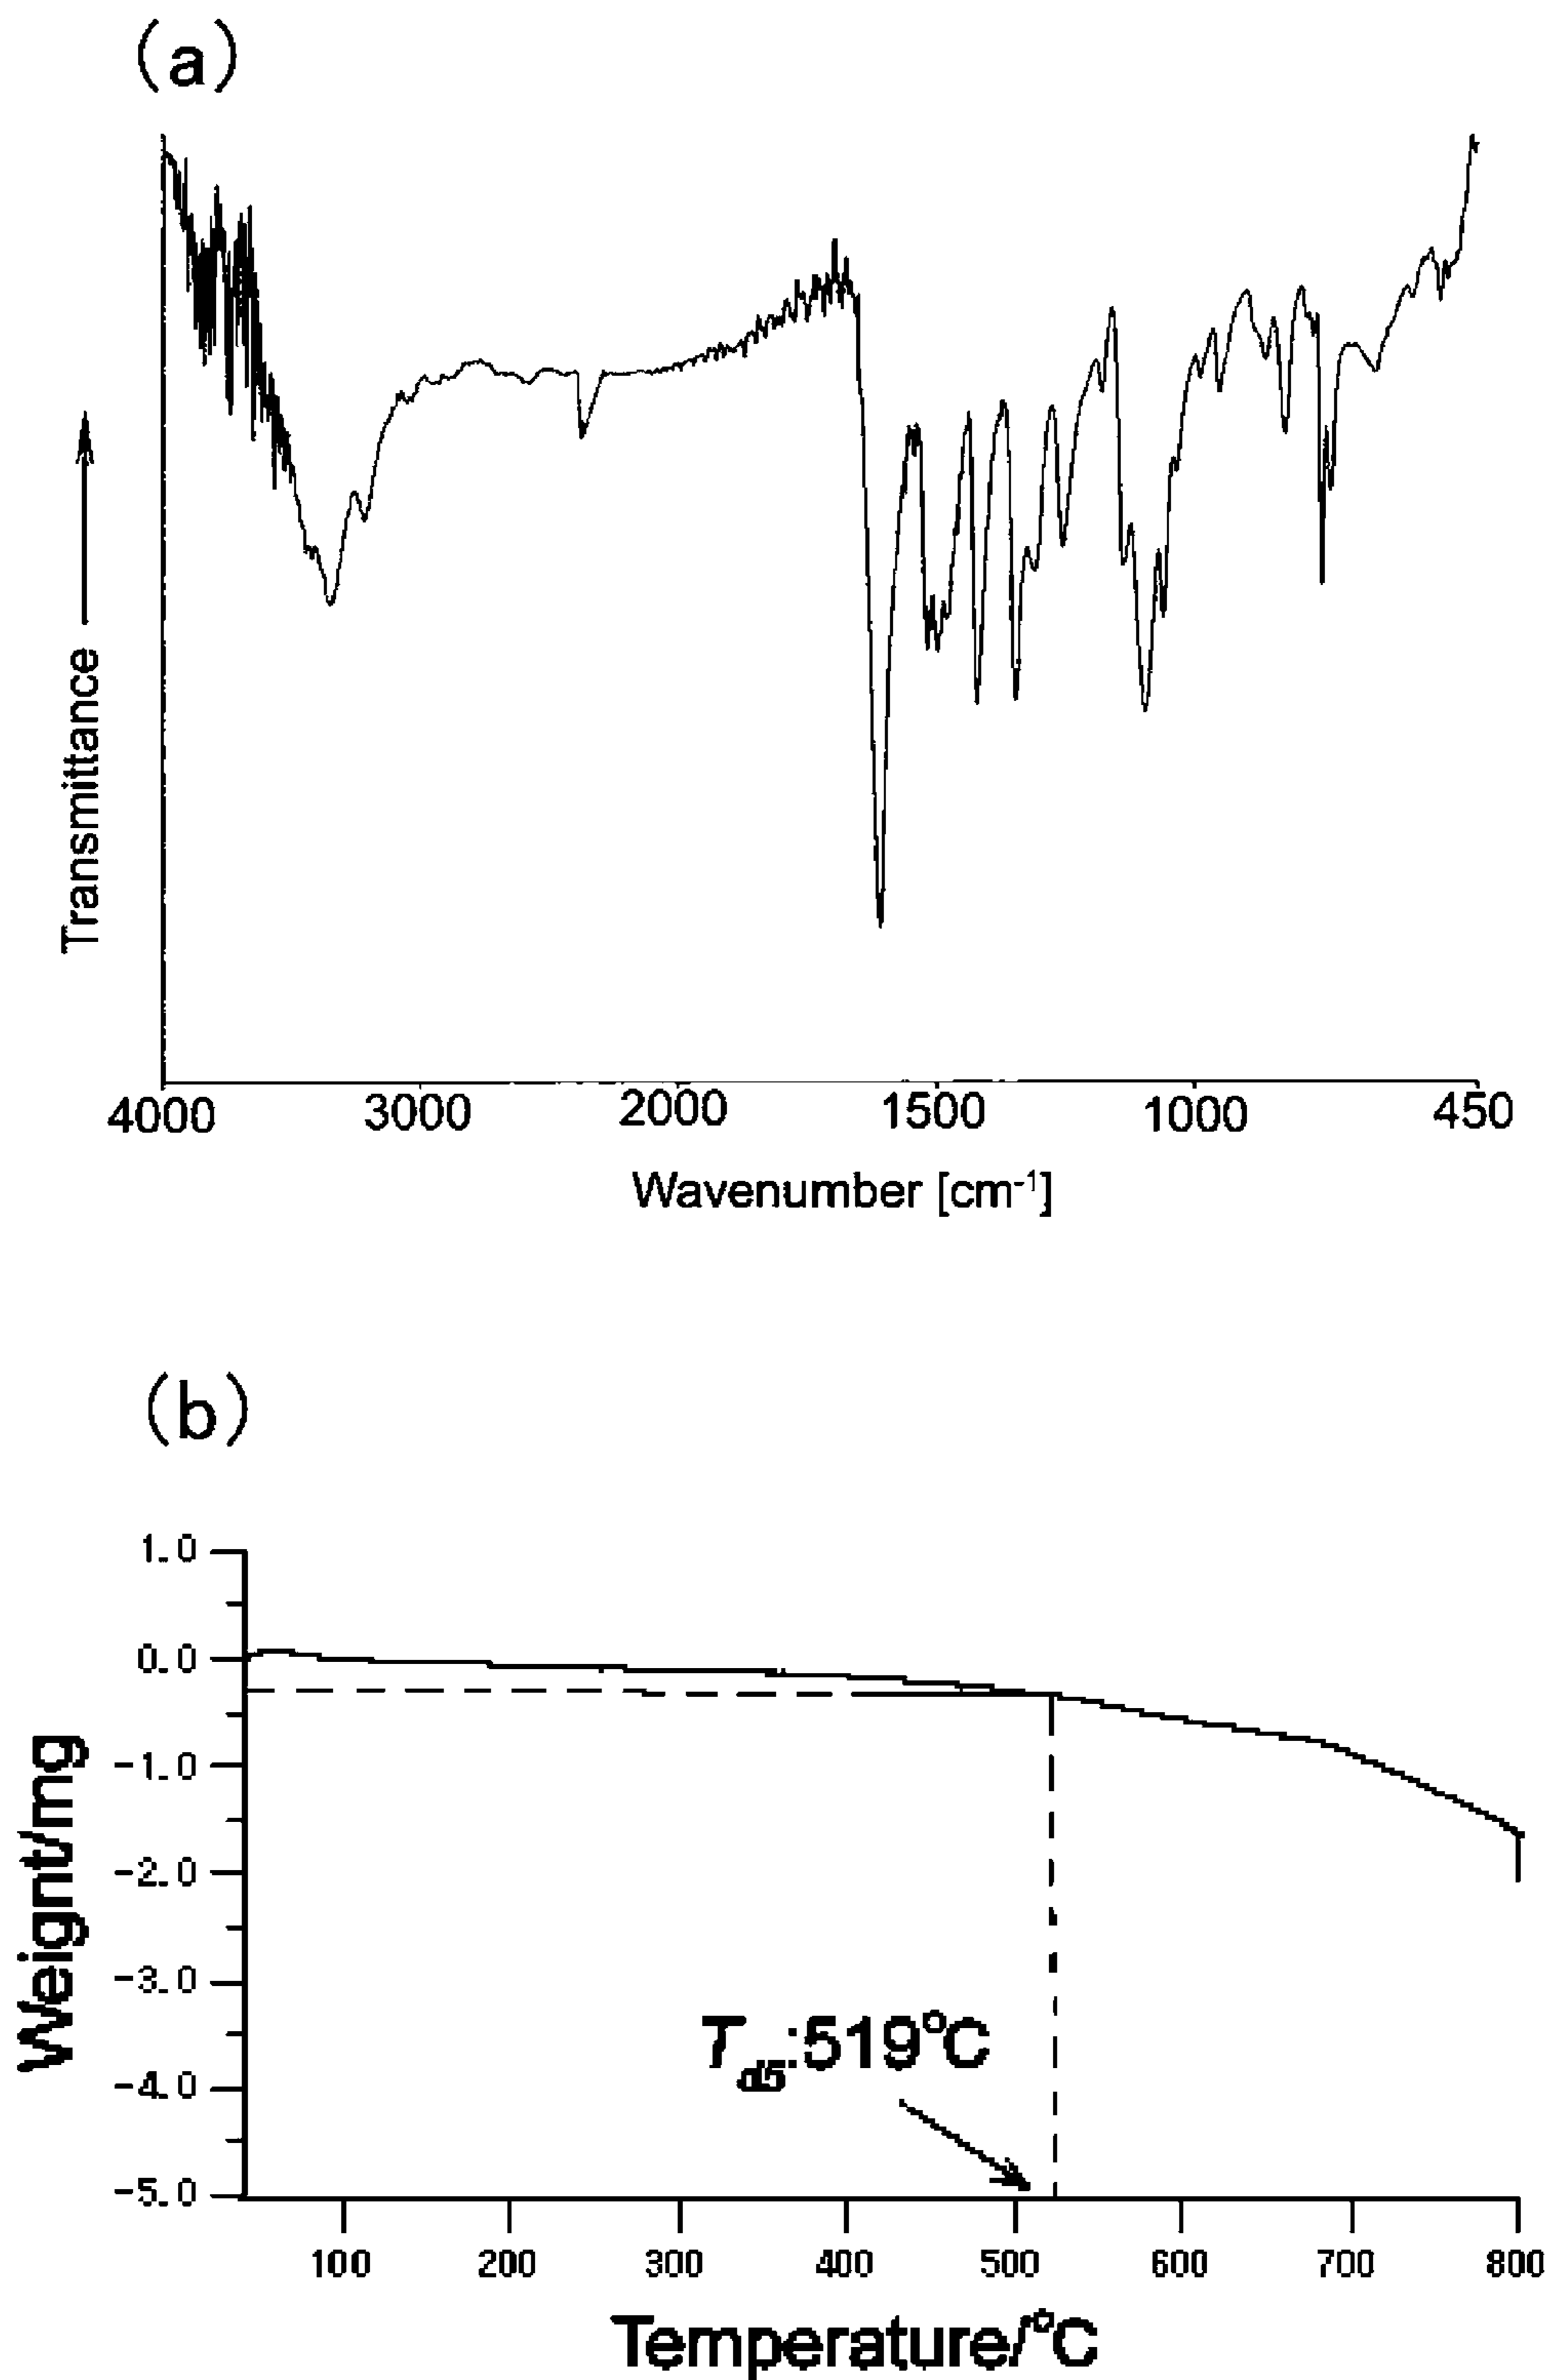 (a)
Transmittance
4000 3000 2000 1500 1000 450
Wavenumber [cm⁻¹]
(b)
1.0
0.0
-1.0
-2.0
-3.0
-4.0
-5.0
Weight/mg
Td5:519°C
100 200 300 400 500 600 700 800
Temperature/°C